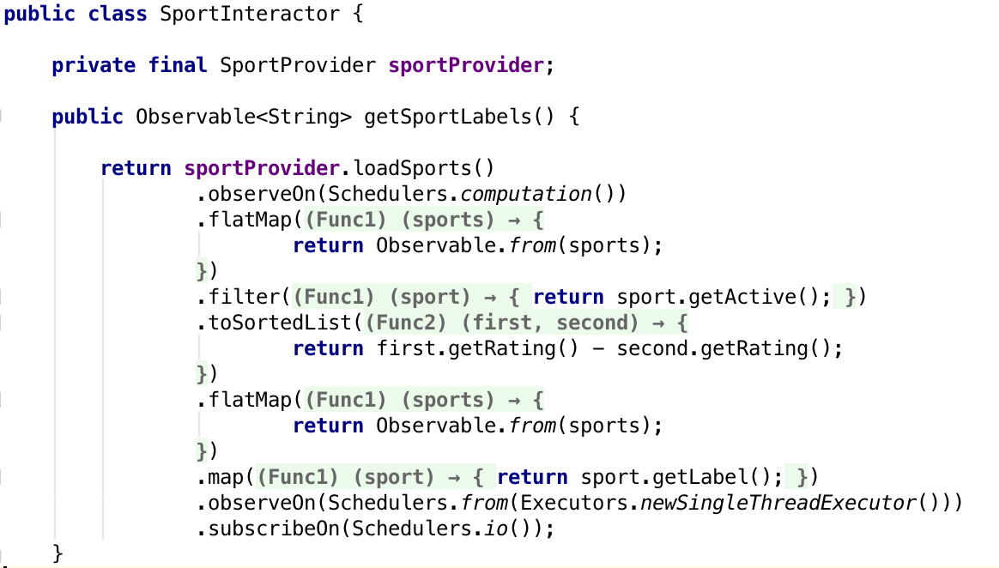 public class SportInteractor {
private final SportProvider sportProvider;
public Observable<String> getSportLabels() {
return sportProvider.loadSports()
.observeOn(Schedulers.computation())
.flatMap((Func1) (sports) → {
return Observable.from(sports);
})
.filter((Func1) (sport) → { return sport.getActive(); })
.toSortedList((Func2) (first, second) → {
return first.getRating() - second.getRating();
})
.flatMap((Func1) (sports) → {
return Observable.from(sports);
})
.map((Func1) (sport) → { return sport.getLabel(); })
.observeOn(Schedulers.from(Executors.newSingleThreadExecutor()))
.subscribeOn(Schedulers.io());
}